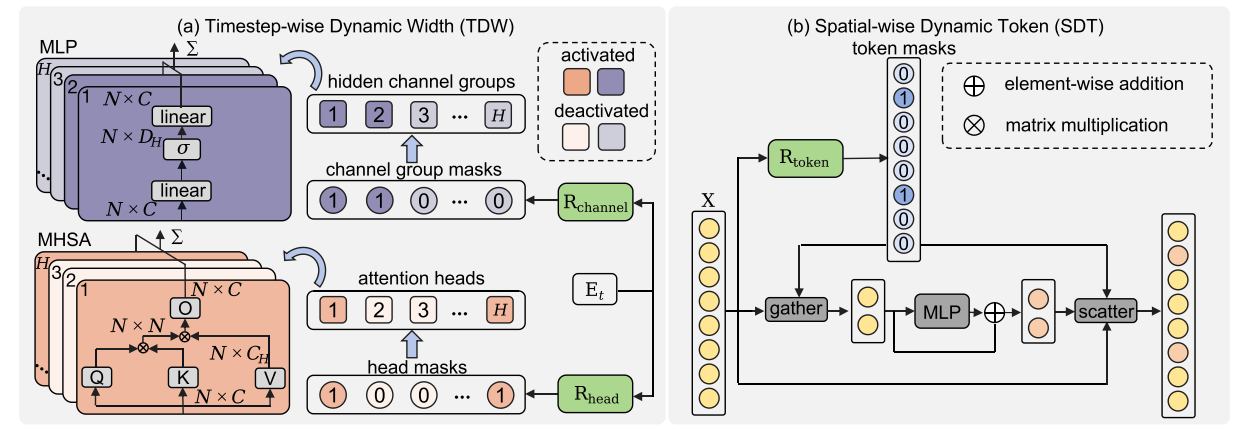 (a) Timestep-wise Dynamic Width (TDW)
MLP
Σ
H
3
2
1
N×C
linear
N×D_H
σ
linear
N×C
hidden channel groups
1 2 3 ... H
channel group masks
1 1 0 ... 0
activated
deactivated
R_channel
MHSA
Σ
H
3
2
1
N×C
O
N×N
N×C_H
Q K V
N×C
attention heads
1 2 3 ... H
head masks
1 0 0 ... 1
E_t
R_head
(b) Spatial-wise Dynamic Token (SDT)
token masks
0
1
0
0
0
1
0
0
⊕ element-wise addition
⊗ matrix multiplication
R_token
X
gather
MLP
scatter